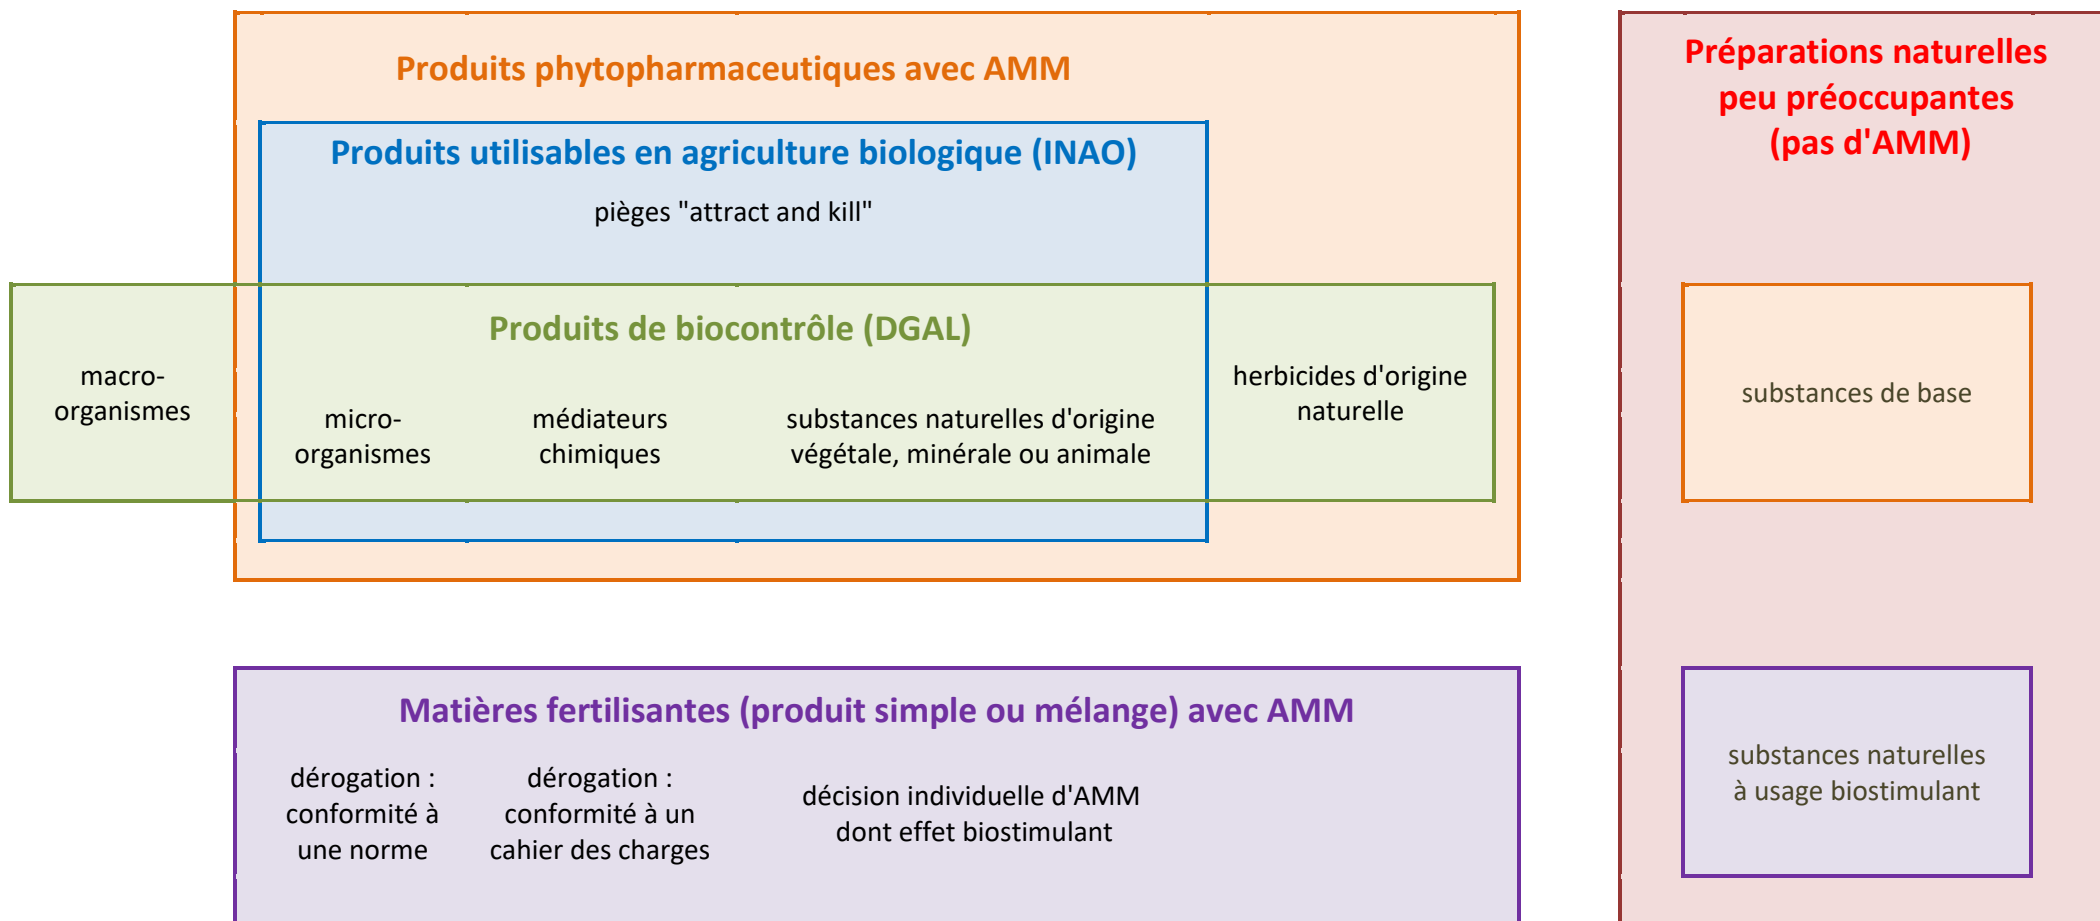 Produits phytopharmaceutiques avec AMM
Préparations naturelles
peu préoccupantes
(pas d'AMM)
Produits utilisables en agriculture biologique (INAO)
pièges "attract and kill"
Produits de biocontrôle (DGAL)
macro-
organismes
micro-
organismes
médiateurs
chimiques
substances naturelles d'origine
végétale, minérale ou animale
herbicides d'origine
naturelle
substances de base
Matières fertilisantes (produit simple ou mélange) avec AMM
dérogation :
conformité à
une norme
dérogation :
conformité à un
cahier des charges
décision individuelle d'AMM
dont effet biostimulant
substances naturelles
à usage biostimulant